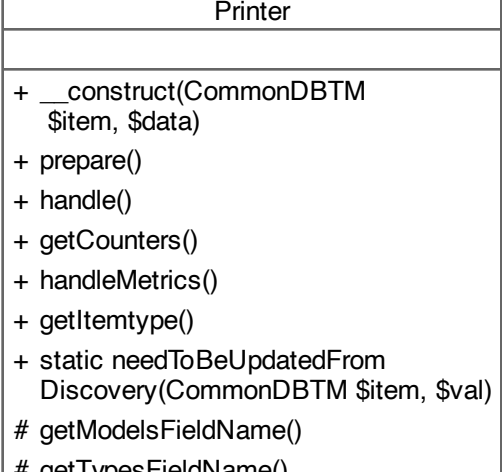 Printer
+ __construct(CommonDBTM
$item, $data)
+ prepare()
+ handle()
+ getCounters()
+ handleMetrics()
+ getItemtype()
+ static needToBeUpdatedFrom
Discovery(CommonDBTM $item, $val)
# getModelsFieldName()
# getTypesFieldName()